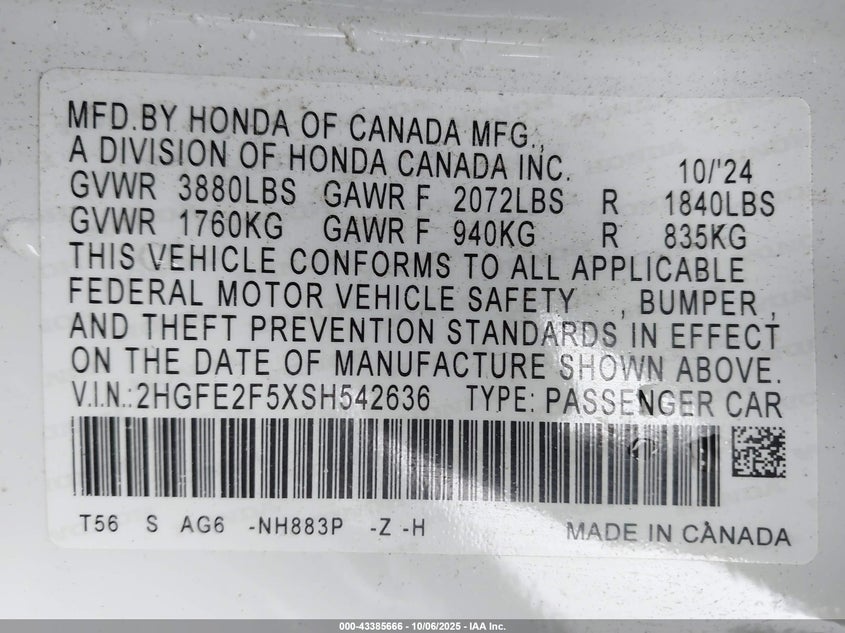 MFD.BY HONDA OF CANADA MFG.,
A DIVISION OF HONDA CANADA INC. 10/'24
GVWR 3880LBS GAWR F 2072LBS R 1840LBS
GVWR 1760KG GAWR F 940KG R 835KG
THIS VEHICLE CONFORMS TO ALL APPLICABLE
FEDERAL MOTOR VEHICLE SAFETY , BUMPER ,
AND THEFT PREVENTION STANDARDS IN EFFECT
ON THE DATE OF MANUFACTURE SHOWN ABOVE.
V.I.N.:2HGFE2F5XSH542636 TYPE: PASSENGER CAR
T56 S AG6 -NH883P -Z -H MADE IN CANADA
000-43385666 - 10/06/2025 - IAA Inc.